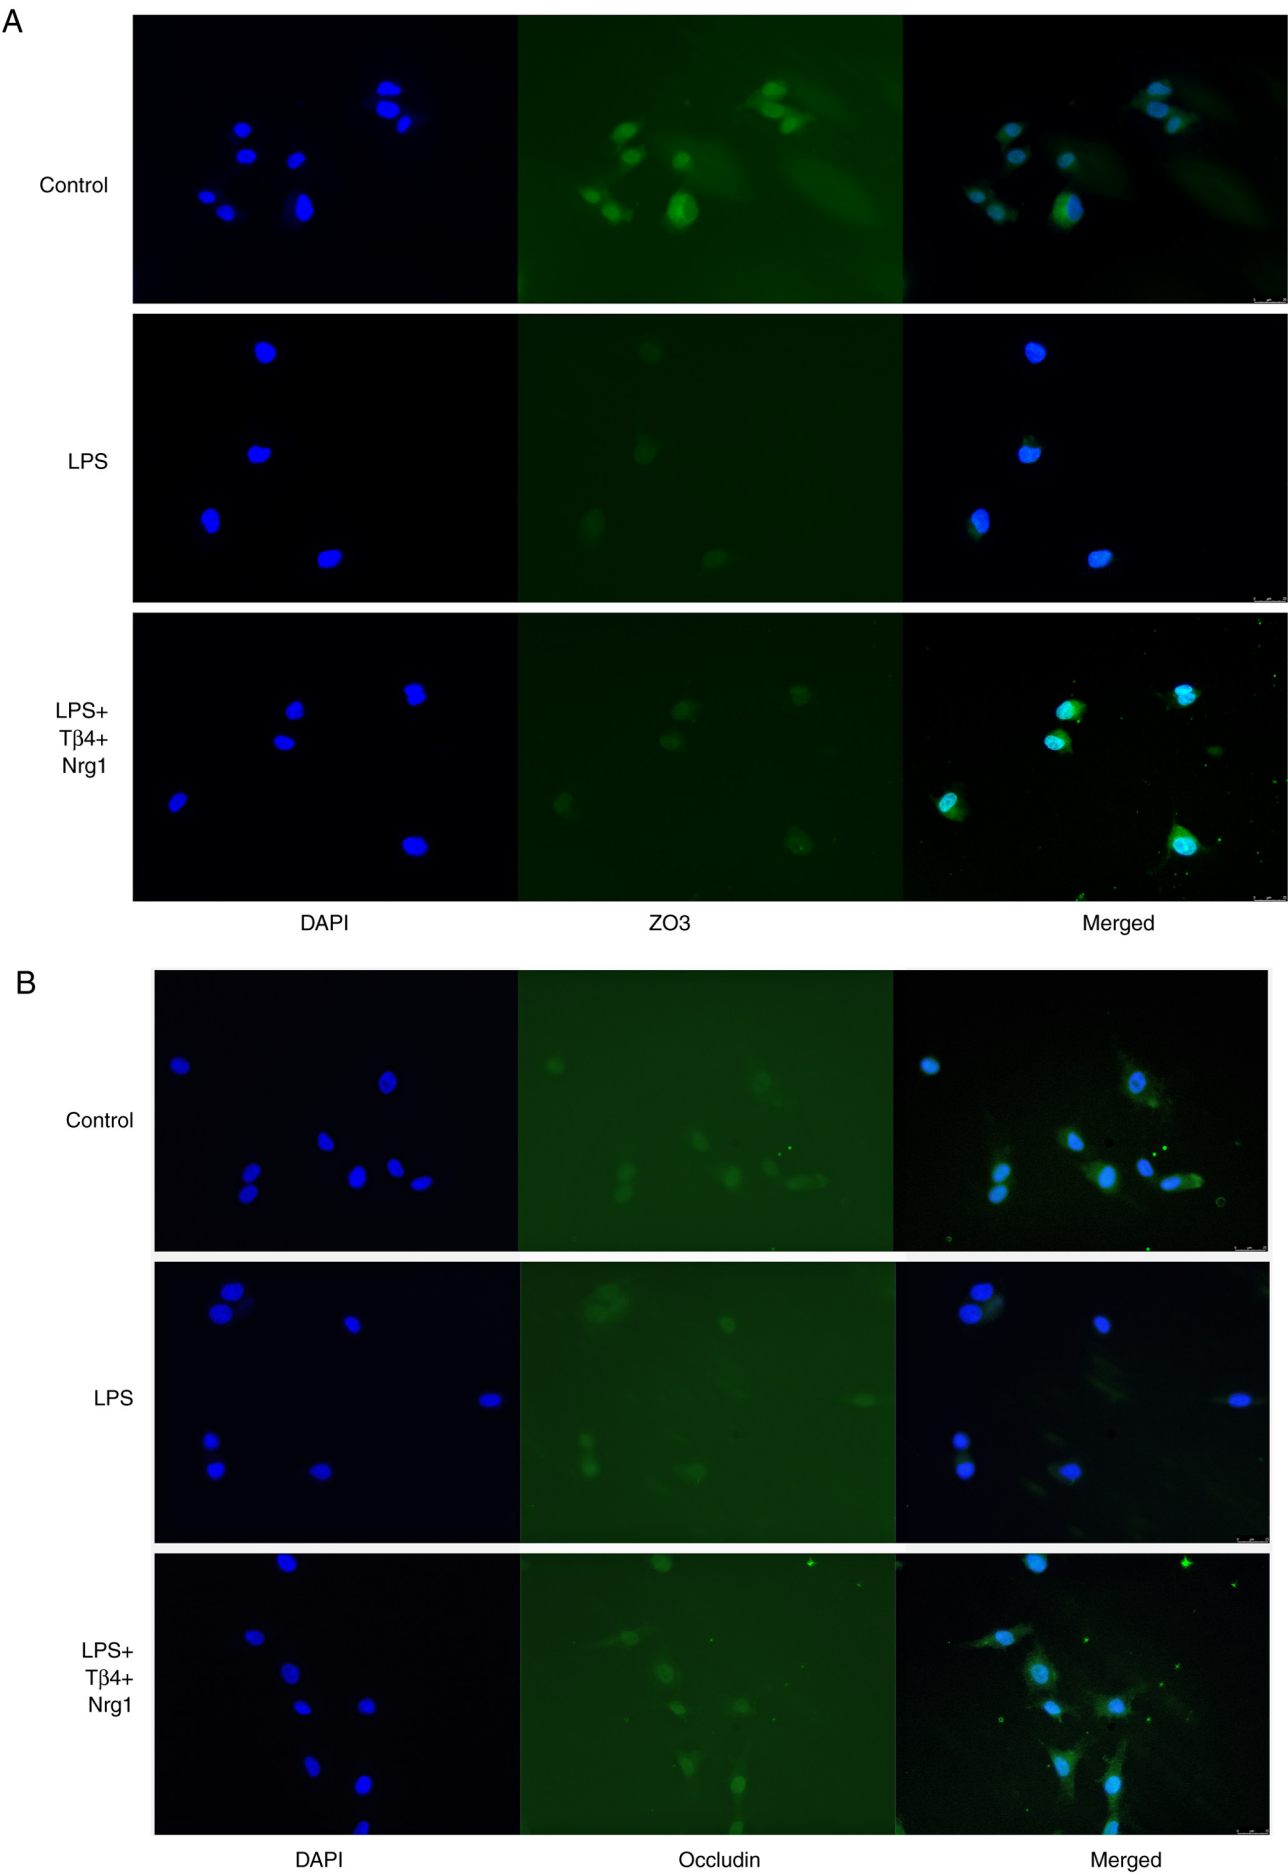 A
Control
LPS
LPS+
Tβ4+
Nrg1
DAPI ZO3 Merged
B
Control
LPS
LPS+
Tβ4+
Nrg1
DAPI Occludin Merged